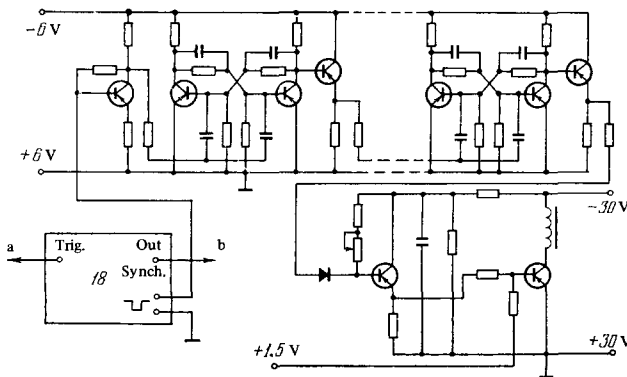 −6 V
+6 V
a
Trig.
Out
b
Synch.
18
−30 V
+1.5 V
+30 V